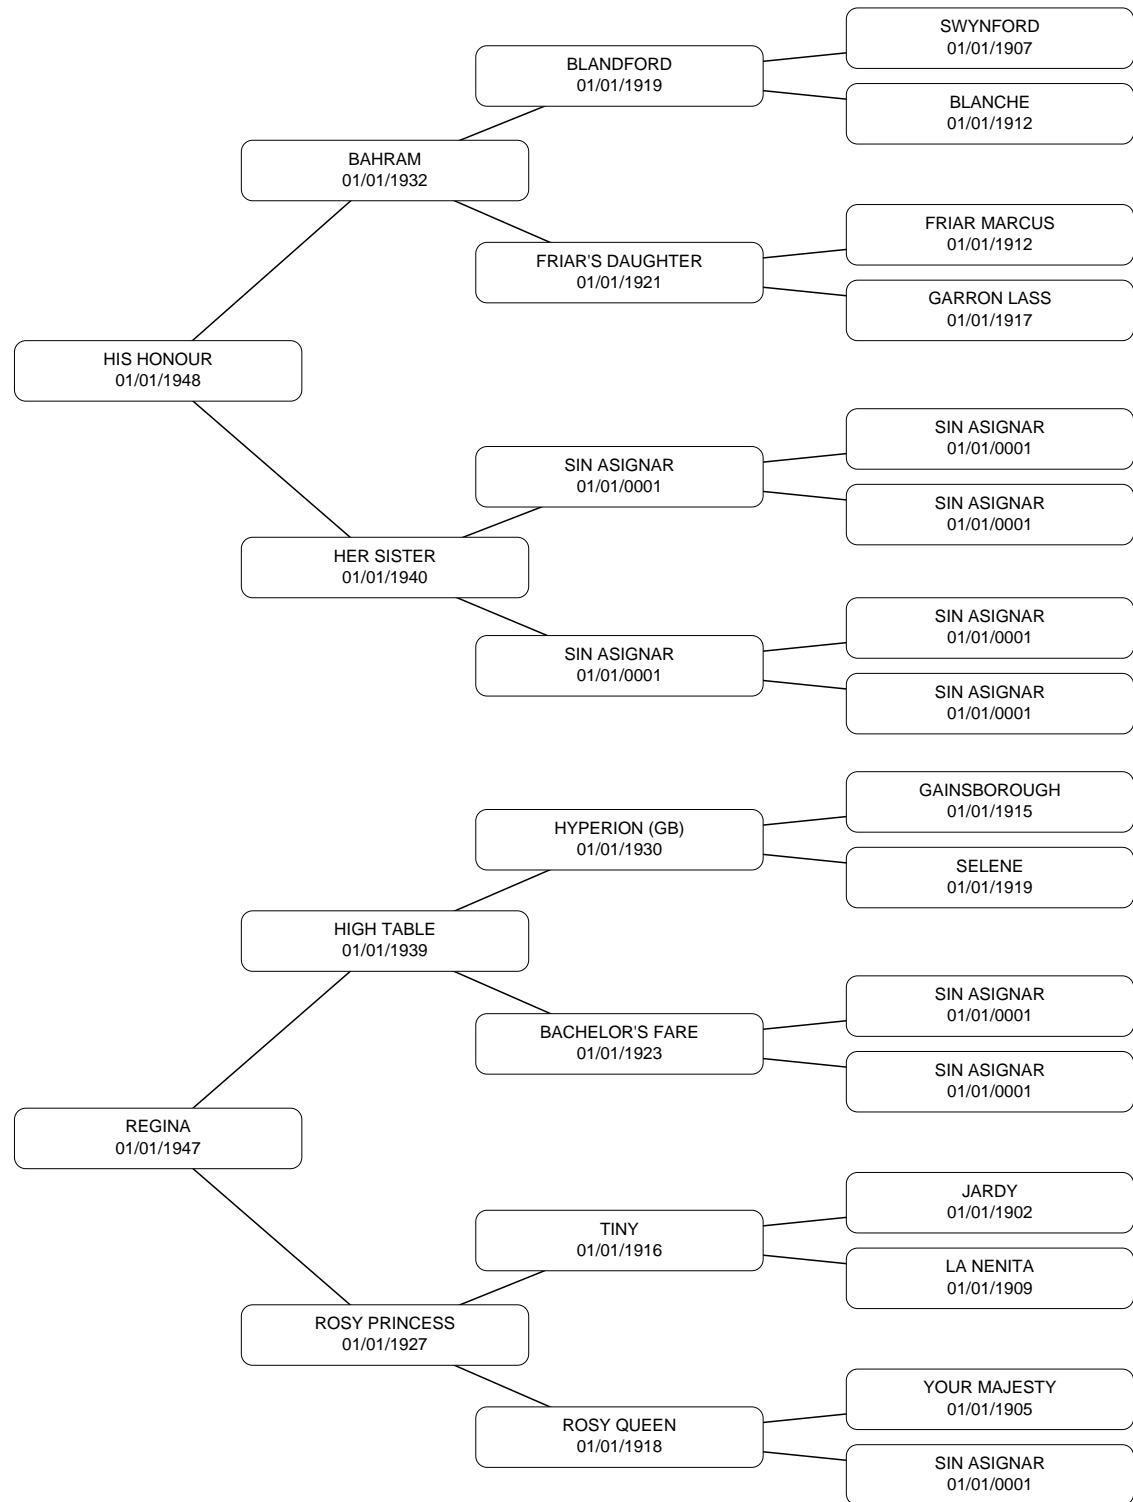 SWYNFORD
01/01/1907
BLANDFORD
01/01/1919
BLANCHE
01/01/1912
BAHRAM
01/01/1932
FRIAR MARCUS
01/01/1912
FRIAR'S DAUGHTER
01/01/1921
GARRON LASS
01/01/1917
HIS HONOUR
01/01/1948
SIN ASIGNAR
01/01/0001
SIN ASIGNAR
01/01/0001
SIN ASIGNAR
01/01/0001
HER SISTER
01/01/1940
SIN ASIGNAR
01/01/0001
SIN ASIGNAR
01/01/0001
SIN ASIGNAR
01/01/0001
GAINSBOROUGH
01/01/1915
HYPERION (GB)
01/01/1930
SELENE
01/01/1919
HIGH TABLE
01/01/1939
SIN ASIGNAR
01/01/0001
BACHELOR'S FARE
01/01/1923
SIN ASIGNAR
01/01/0001
REGINA
01/01/1947
JARDY
01/01/1902
TINY
01/01/1916
LA NENITA
01/01/1909
ROSY PRINCESS
01/01/1927
YOUR MAJESTY
01/01/1905
ROSY QUEEN
01/01/1918
SIN ASIGNAR
01/01/0001